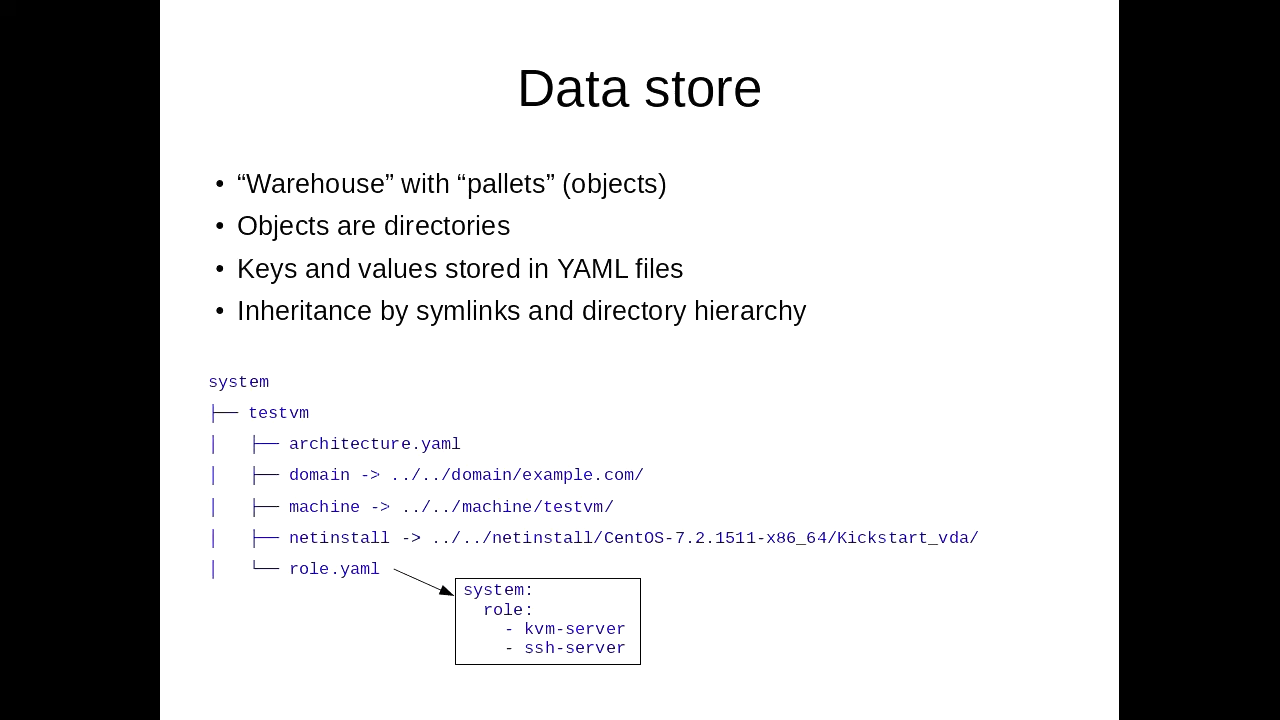 Data store
• “Warehouse” with “pallets” (objects)
• Objects are directories
• Keys and values stored in YAML files
• Inheritance by symlinks and directory hierarchy
system
├── testvm
│   ├── architecture.yaml
│   ├── domain -> ../../domain/example.com/
│   ├── machine -> ../../machine/testvm/
│   ├── netinstall -> ../../netinstall/CentOS-7.2.1511-x86_64/Kickstart_vda/
│   └── role.yaml
system:
  role:
    - kvm-server
    - ssh-server